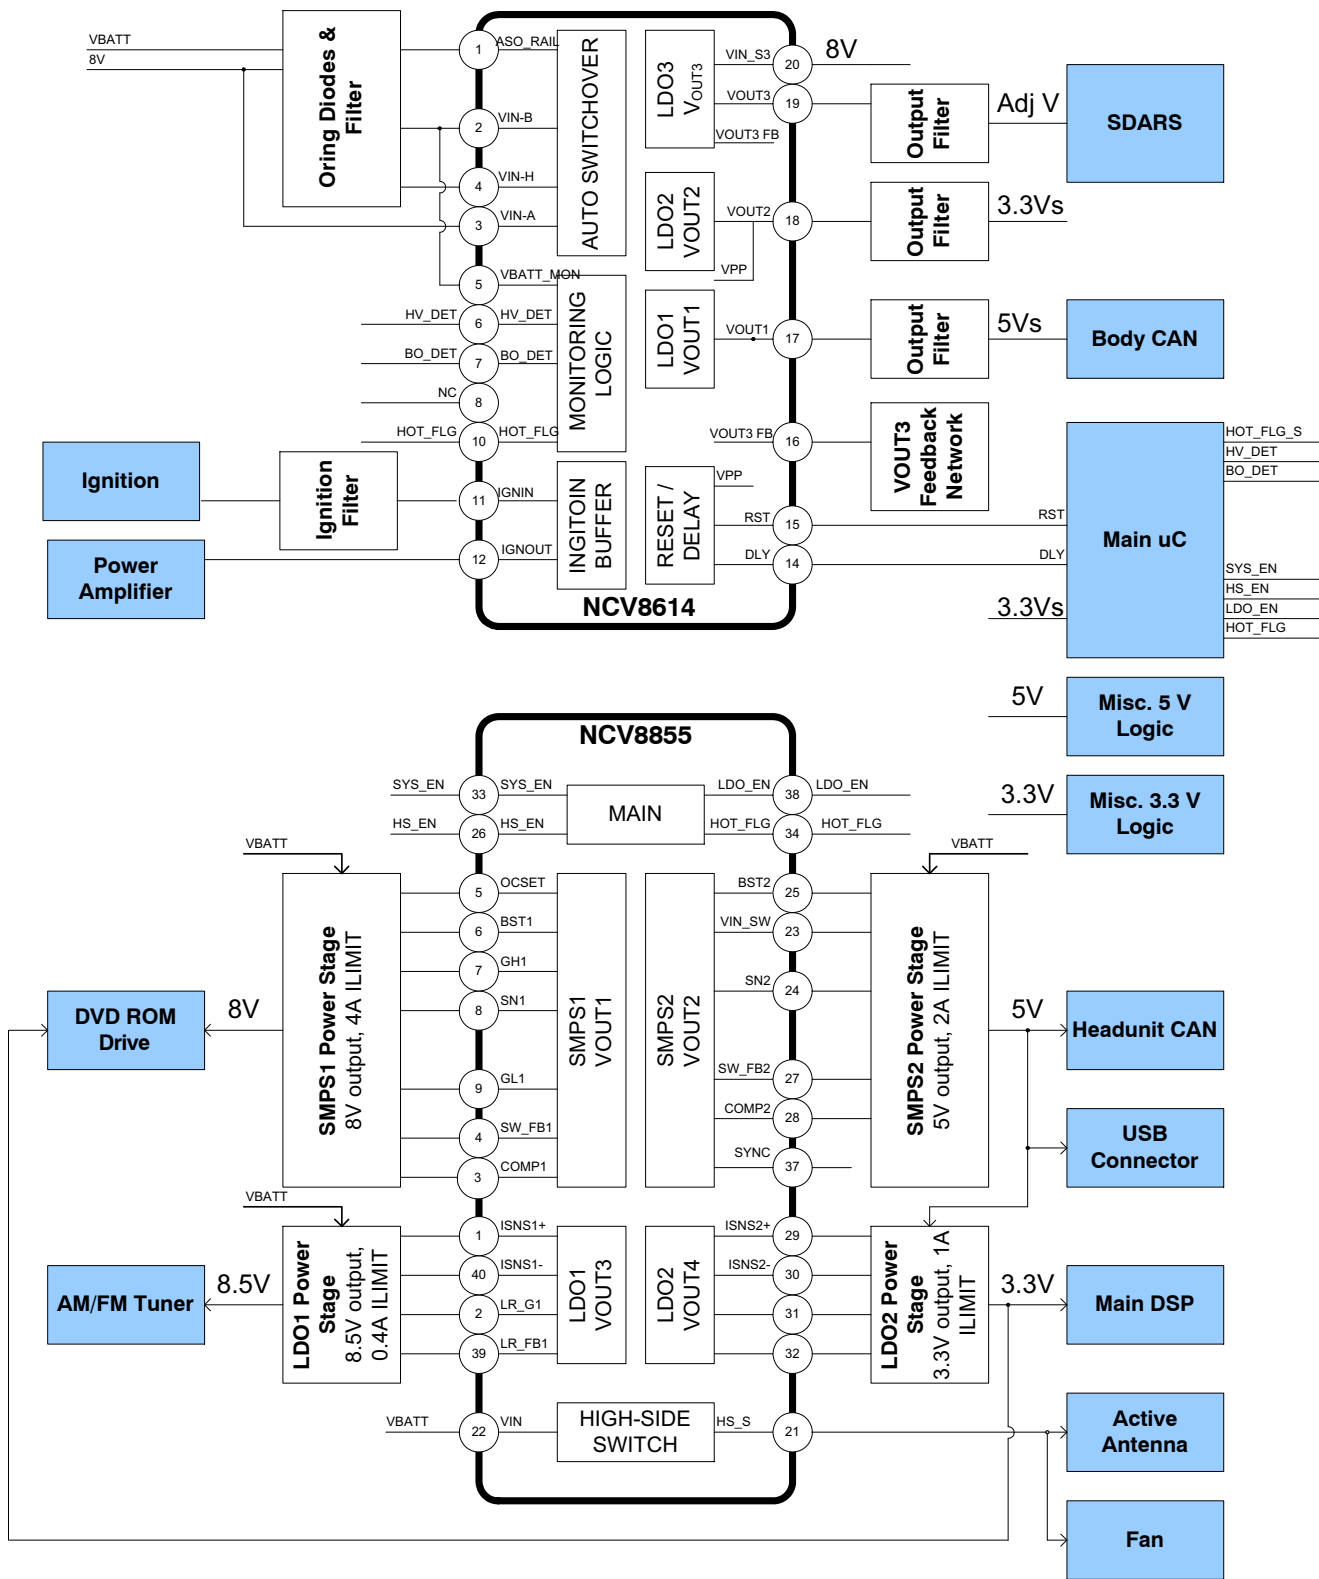 VBATT
8V
Oring Diodes &
Filter
1
ASO_RAIL
2
VIN-B
4
VIN-H
3
VIN-A
AUTO SWITCHOVER
5
VBATT_MON
HV_DET
6
HV_DET
BO_DET
7
BO_DET
NC
8
HOT_FLG
10
HOT_FLG
MONITORING
LOGIC
Ignition
Ignition
Filter
11
IGNIN
Power
Amplifier
12
IGNOUT
INGITOIN
BUFFER
LDO3
VOUT3
VIN_S3
20
8V
VOUT3
19
VOUT3 FB
Output
Filter
Adj V
SDARS
LDO2
VOUT2
VOUT2
18
VPP
Output
Filter
3.3Vs
LDO1
VOUT1
VOUT1
17
Output
Filter
5Vs
Body CAN
VOUT3 FB
16
VOUT3
Feedback
Network
RESET /
DELAY
VPP
RST
15
RST
DLY
14
DLY
3.3Vs
Main uC
HOT_FLG_S
HV_DET
BO_DET
SYS_EN
HS_EN
LDO_EN
HOT_FLG
NCV8614
5V
Misc. 5 V
Logic
3.3V
Misc. 3.3 V
Logic
NCV8855
SYS_EN
33
SYS_EN
HS_EN
26
HS_EN
MAIN
LDO_EN
38
LDO_EN
HOT_FLG
34
HOT_FLG
VBATT
SMPS1 Power Stage
8V output, 4A ILIMIT
5
OCSET
6
BST1
7
GH1
8
SN1
9
GL1
4
SW_FB1
3
COMP1
SMPS1
VOUT1
DVD ROM
Drive
8V
SMPS2
VOUT2
BST2
25
VIN_SW
23
SN2
24
SW_FB2
27
COMP2
28
SYNC
37
VBATT
SMPS2 Power Stage
5V output, 2A ILIMIT
5V
Headunit CAN
USB
Connector
VBATT
LDO1 Power
Stage
8.5V output,
0.4A ILIMIT
1
ISNS1+
40
ISNS1-
2
LR_G1
39
LR_FB1
LDO1
VOUT3
AM/FM Tuner
8.5V
LDO2
VOUT4
ISNS2+
29
ISNS2-
30
31
32
LDO2 Power
Stage
3.3V output, 1A
ILIMIT
3.3V
Main DSP
VBATT
22
VIN
HIGH-SIDE
SWITCH
HS_S
21
Active
Antenna
Fan